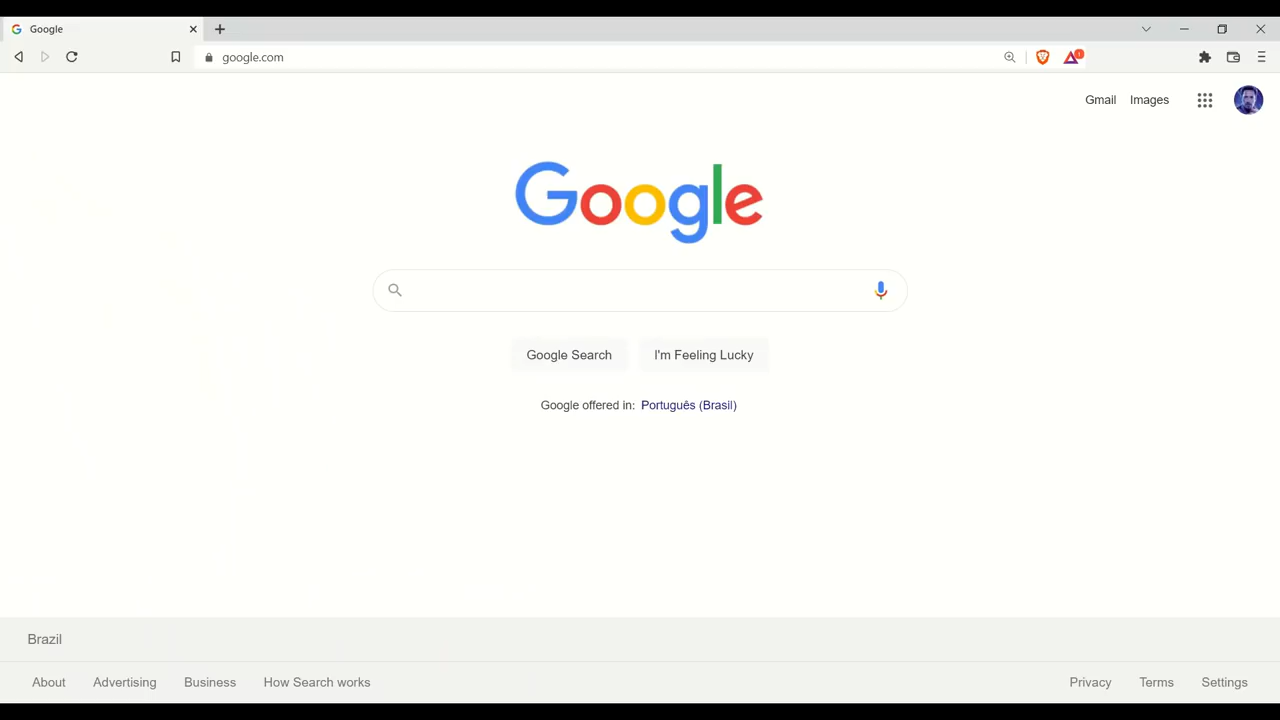 Google
google.com
1
Gmail Images
Google
Google Search I'm Feeling Lucky
Google offered in: Português (Brasil)
Brazil
About Advertising Business How Search works Privacy Terms Settings